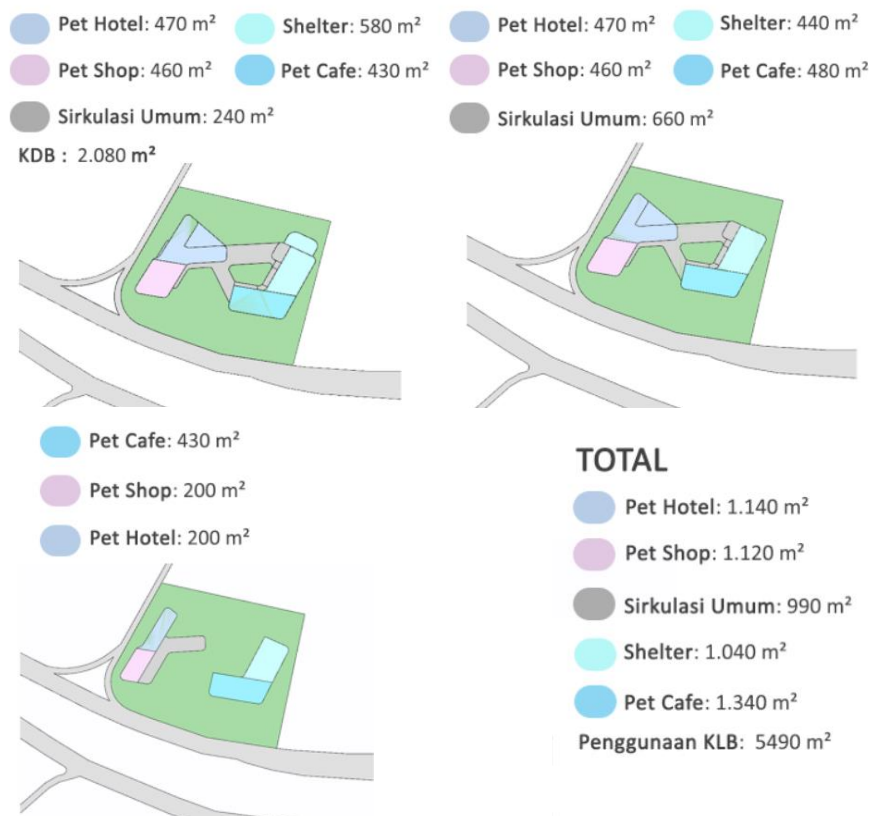 Pet Hotel: 470 m²
Shelter: 580 m²
Pet Shop: 460 m²
Pet Cafe: 430 m²
Sirkulasi Umum: 240 m²
KDB : 2.080 m²
Pet Hotel: 470 m²
Shelter: 440 m²
Pet Shop: 460 m²
Pet Cafe: 480 m²
Sirkulasi Umum: 660 m²
Pet Cafe: 430 m²
Pet Shop: 200 m²
Pet Hotel: 200 m²
TOTAL
Pet Hotel: 1.140 m²
Pet Shop: 1.120 m²
Sirkulasi Umum: 990 m²
Shelter: 1.040 m²
Pet Cafe: 1.340 m²
Penggunaan KLB: 5490 m²